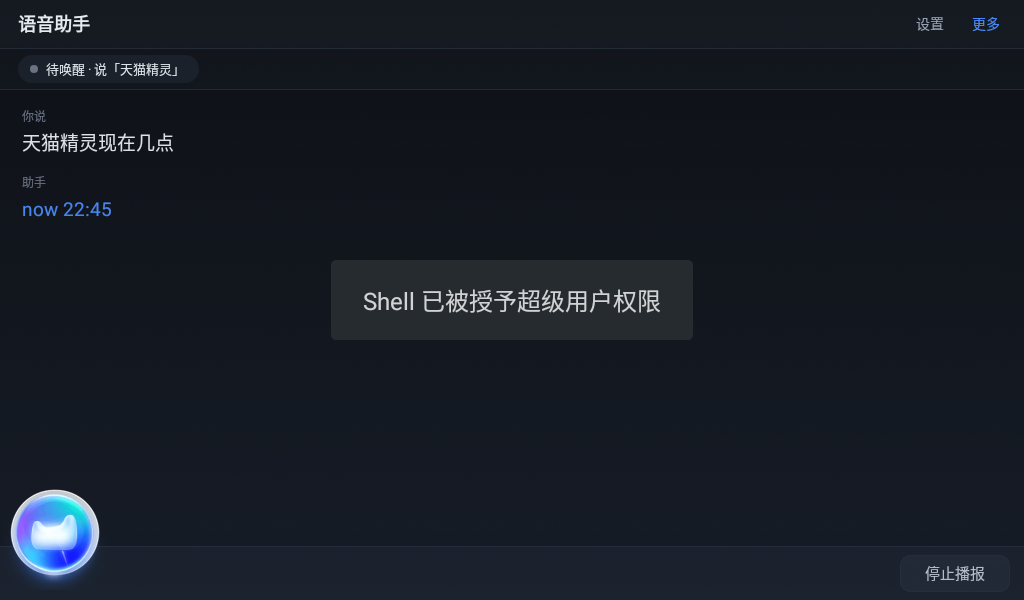 语音助手
设置 更多
待唤醒 · 说「天猫精灵」
你说
天猫精灵现在几点
助手
now 22:45
Shell 已被授予超级用户权限
停止播报